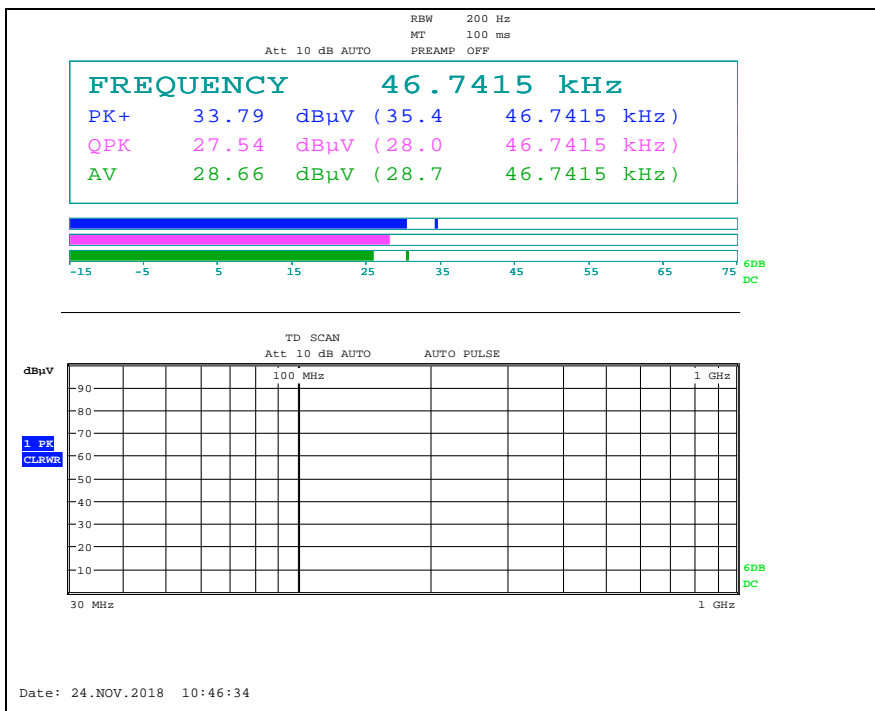 RBW 200 Hz
MT 100 ms
Att 10 dB AUTO PREAMP OFF
FREQUENCY 46.7415 kHz
PK+ 33.79 dBµV (35.4 46.7415 kHz)
QPK 27.54 dBµV (28.0 46.7415 kHz)
AV 28.66 dBµV (28.7 46.7415 kHz)
-15 -5 5 15 25 35 45 55 65 75
6DB
DC
TD SCAN
Att 10 dB AUTO AUTO PULSE
dBµV
100 MHz 1 GHz
90
80
70
1 PK
CLRWR
60
50
40
30
20
10
6DB
DC
30 MHz 1 GHz
Date: 24.NOV.2018 10:46:34